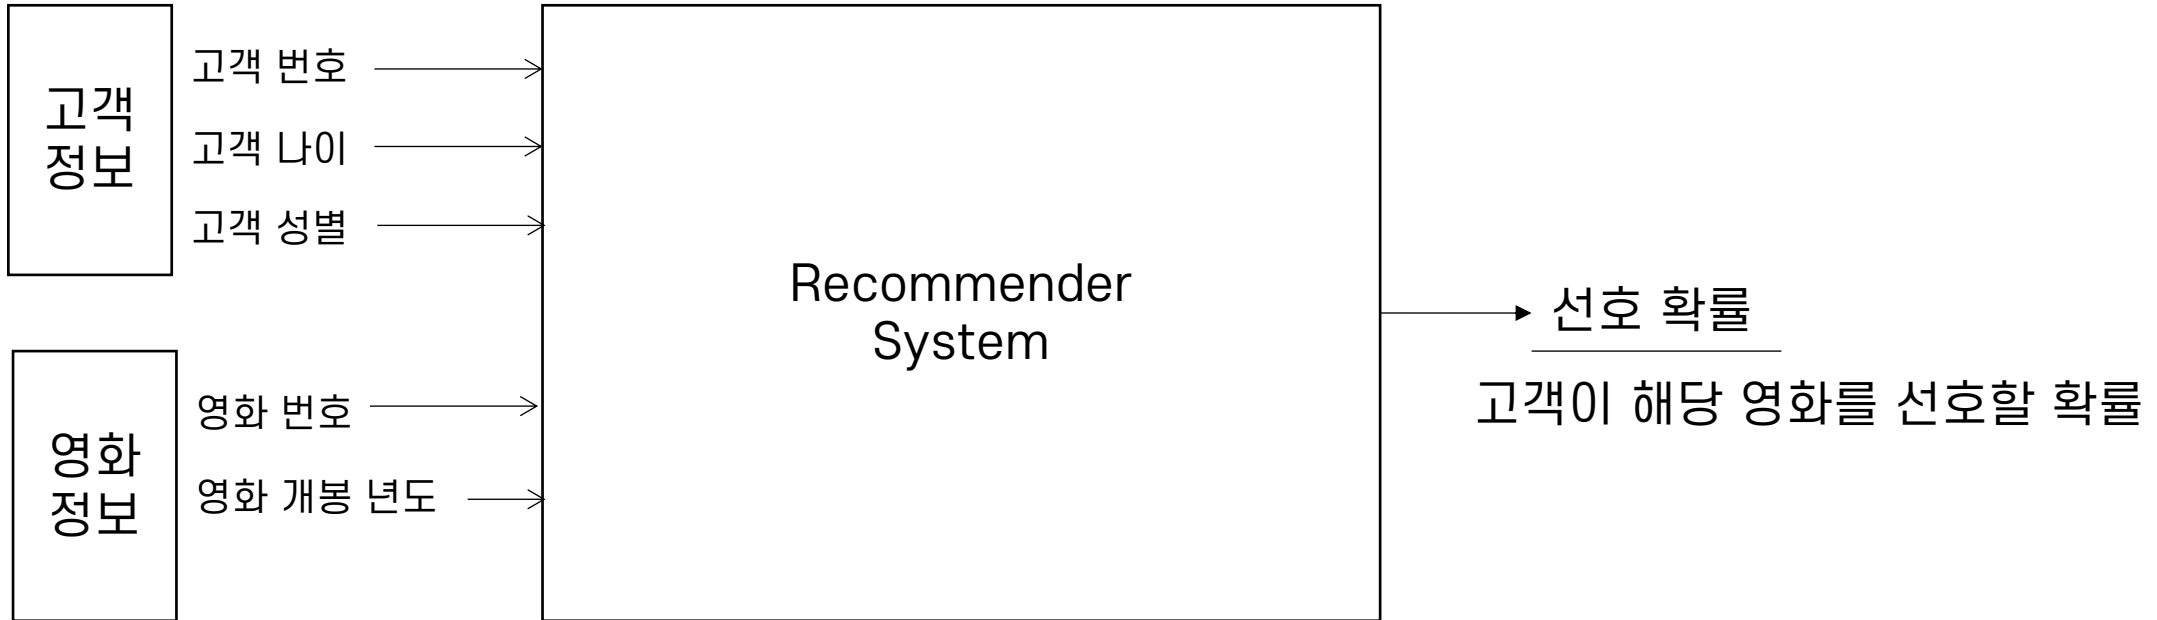 고객
정보
고객 번호
고객 나이
고객 성별
영화
정보
영화 번호
영화 개봉 년도
Recommender
System
선호 확률
고객이 해당 영화를 선호할 확률